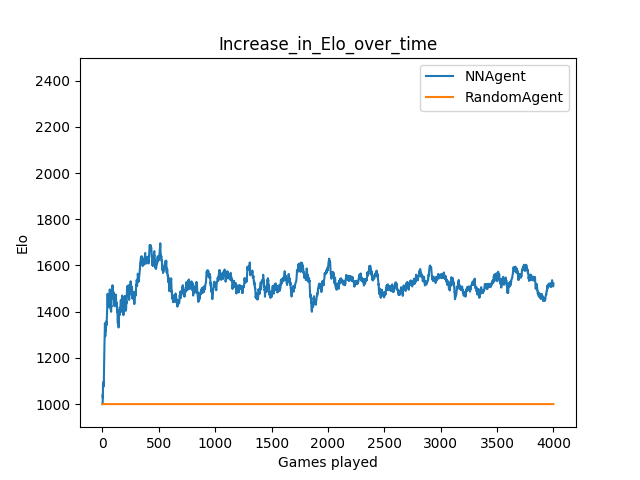 Increase_in_Elo_over_time
NNAgent
RandomAgent
2400
2200
2000
1800
1600
1400
1200
1000
Elo
0 500 1000 1500 2000 2500 3000 3500 4000
Games played